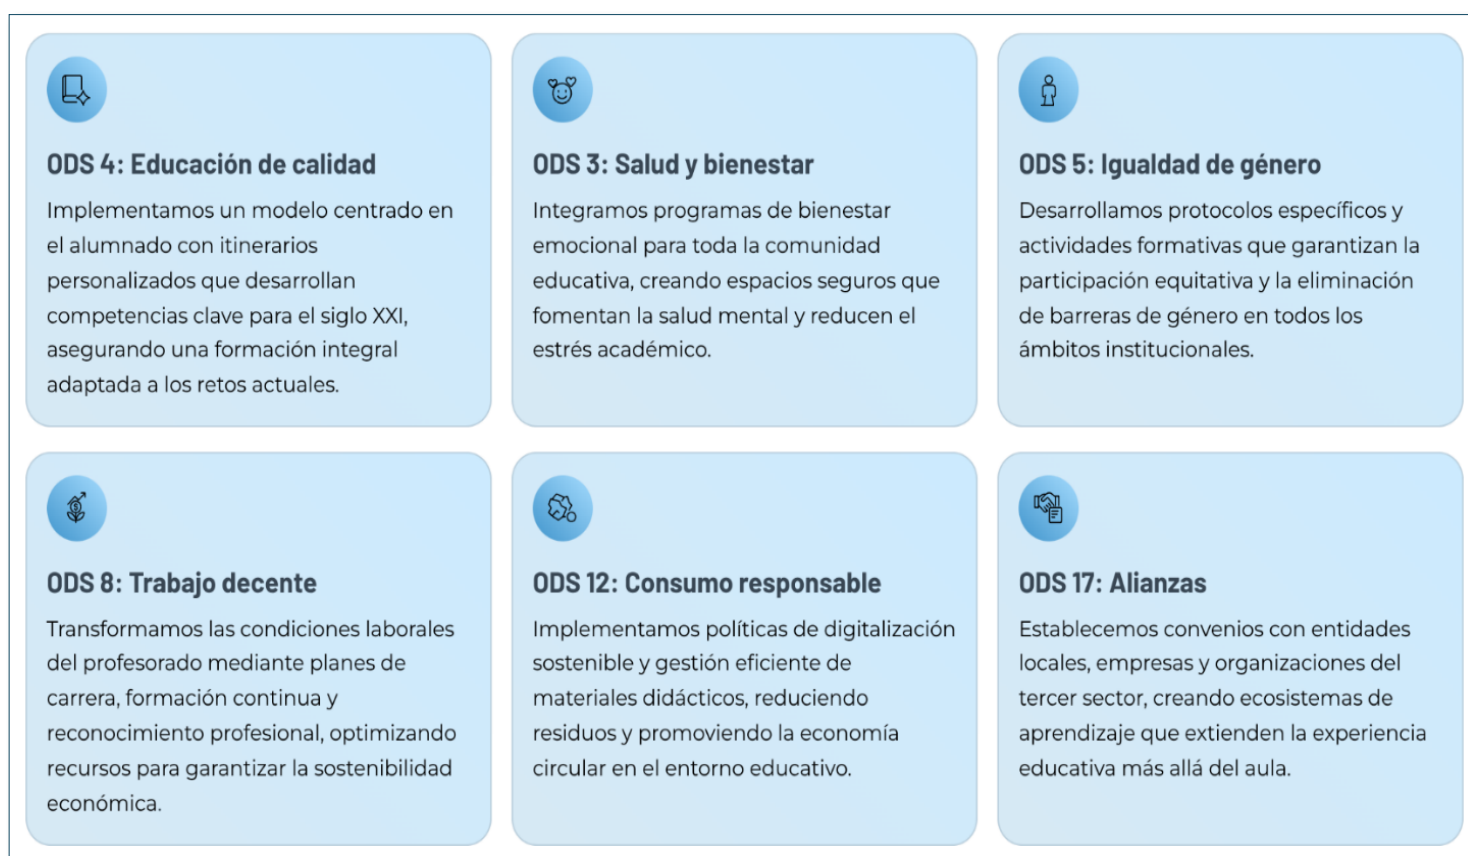 ODS 4: Educación de calidad
Implementamos un modelo centrado en
el alumnado con itinerarios
personalizados que desarrollan
competencias clave para el siglo XXI,
asegurando una formación integral
adaptada a los retos actuales.
ODS 3: Salud y bienestar
Integramos programas de bienestar
emocional para toda la comunidad
educativa, creando espacios seguros que
fomentan la salud mental y reducen el
estrés académico.
ODS 5: Igualdad de género
Desarrollamos protocolos específicos y
actividades formativas que garantizan la
participación equitativa y la eliminación
de barreras de género en todos los
ámbitos institucionales.
ODS 8: Trabajo decente
Transformamos las condiciones laborales
del profesorado mediante planes de
carrera, formación continua y
reconocimiento profesional, optimizando
recursos para garantizar la sostenibilidad
económica.
ODS 12: Consumo responsable
Implementamos políticas de digitalización
sostenible y gestión eficiente de
materiales didácticos, reduciendo
residuos y promoviendo la economía
circular en el entorno educativo.
ODS 17: Alianzas
Establecemos convenios con entidades
locales, empresas y organizaciones del
tercer sector, creando ecosistemas de
aprendizaje que extienden la experiencia
educativa más allá del aula.